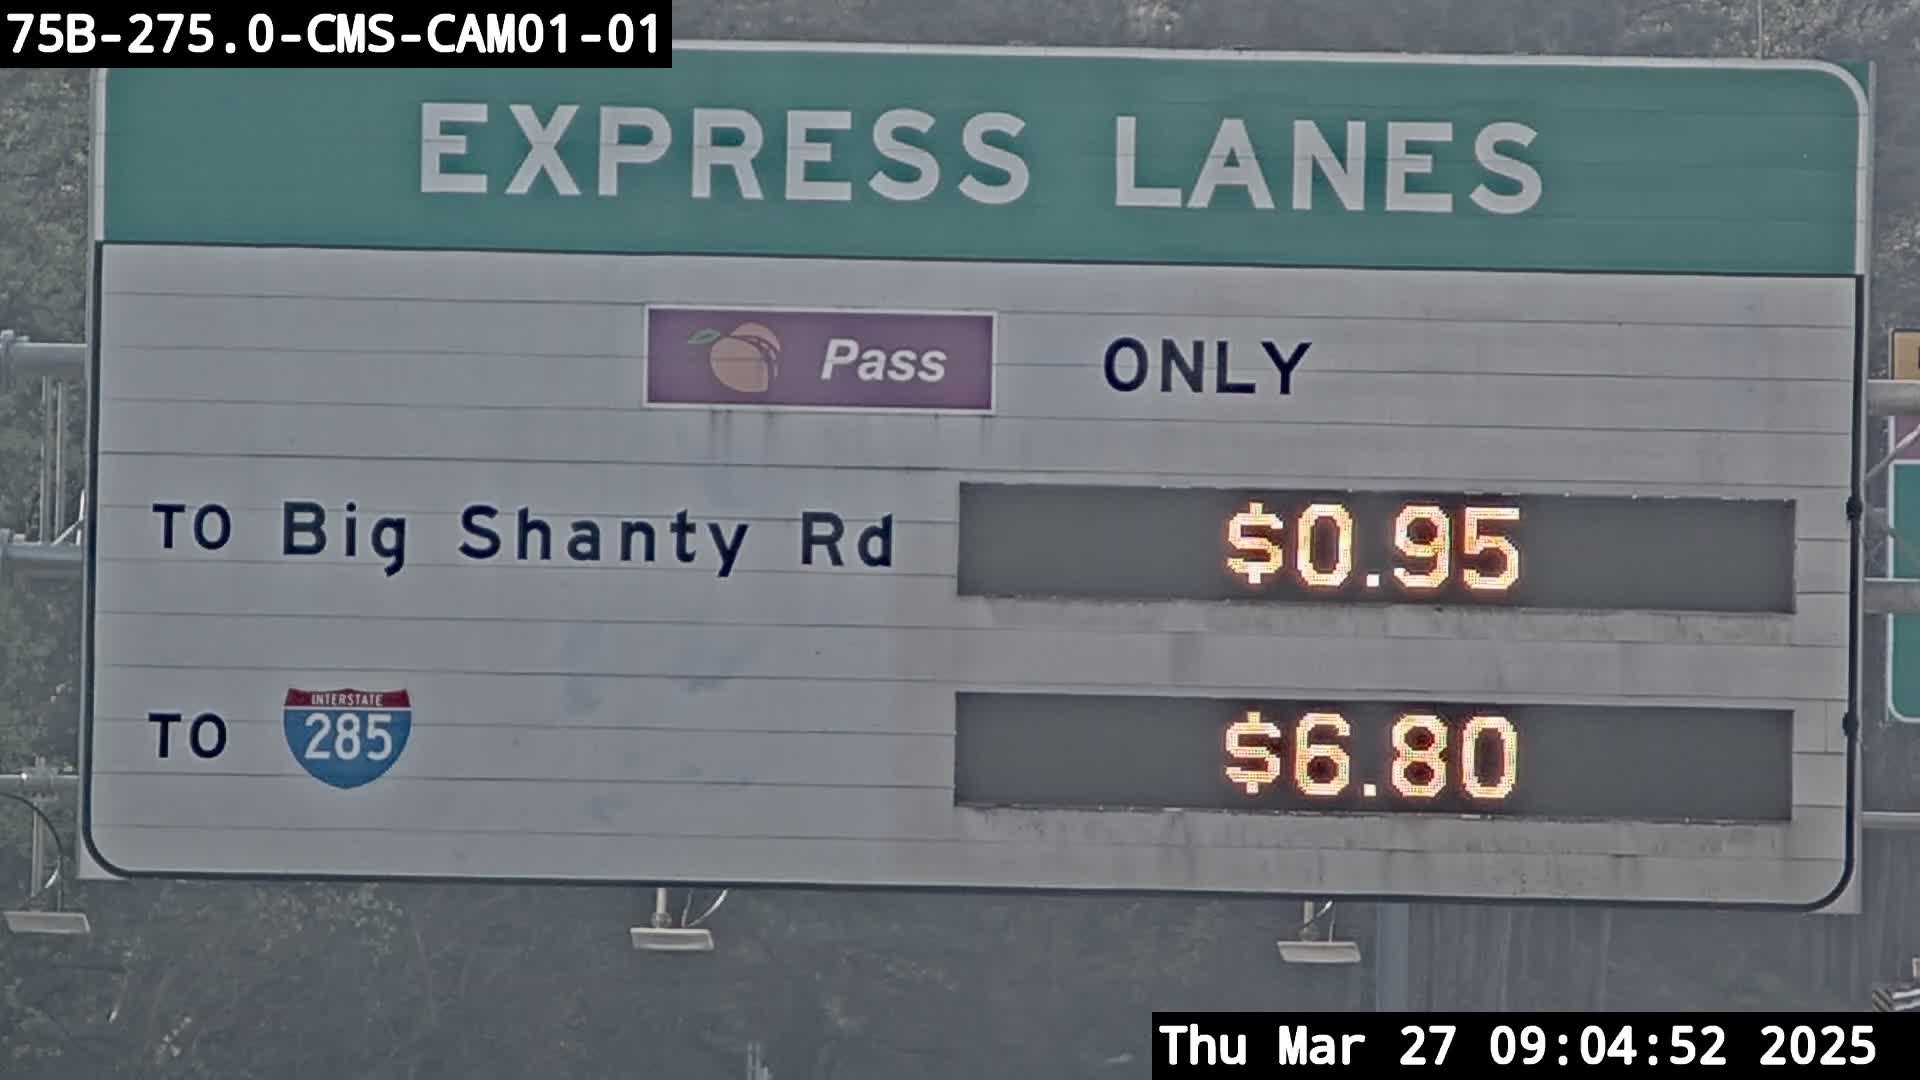 75B-275.0-CMS-CAM01-01
EXPRESS LANES
Pass ONLY
TO Big Shanty Rd $0.95
INTERSTATE
TO 285 $6.80
Thu Mar 27 09:04:52 2025